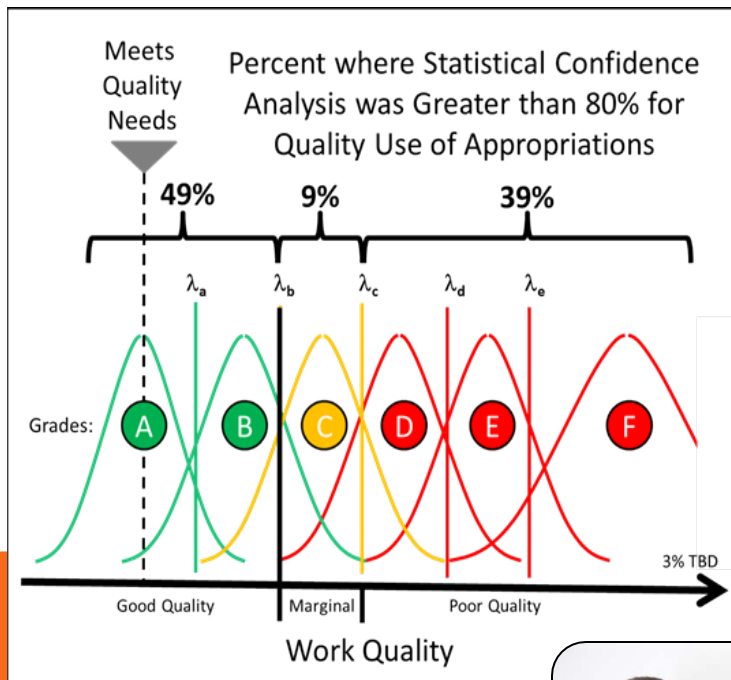 Meets
Quality
Needs
Percent where Statistical Confidence
Analysis was Greater than 80% for
Quality Use of Appropriations
49%
9%
39%
λa
λb
λc
λd
λe
Grades:
A
B
C
D
E
F
3% TBD
Good Quality
Marginal
Poor Quality
Work Quality